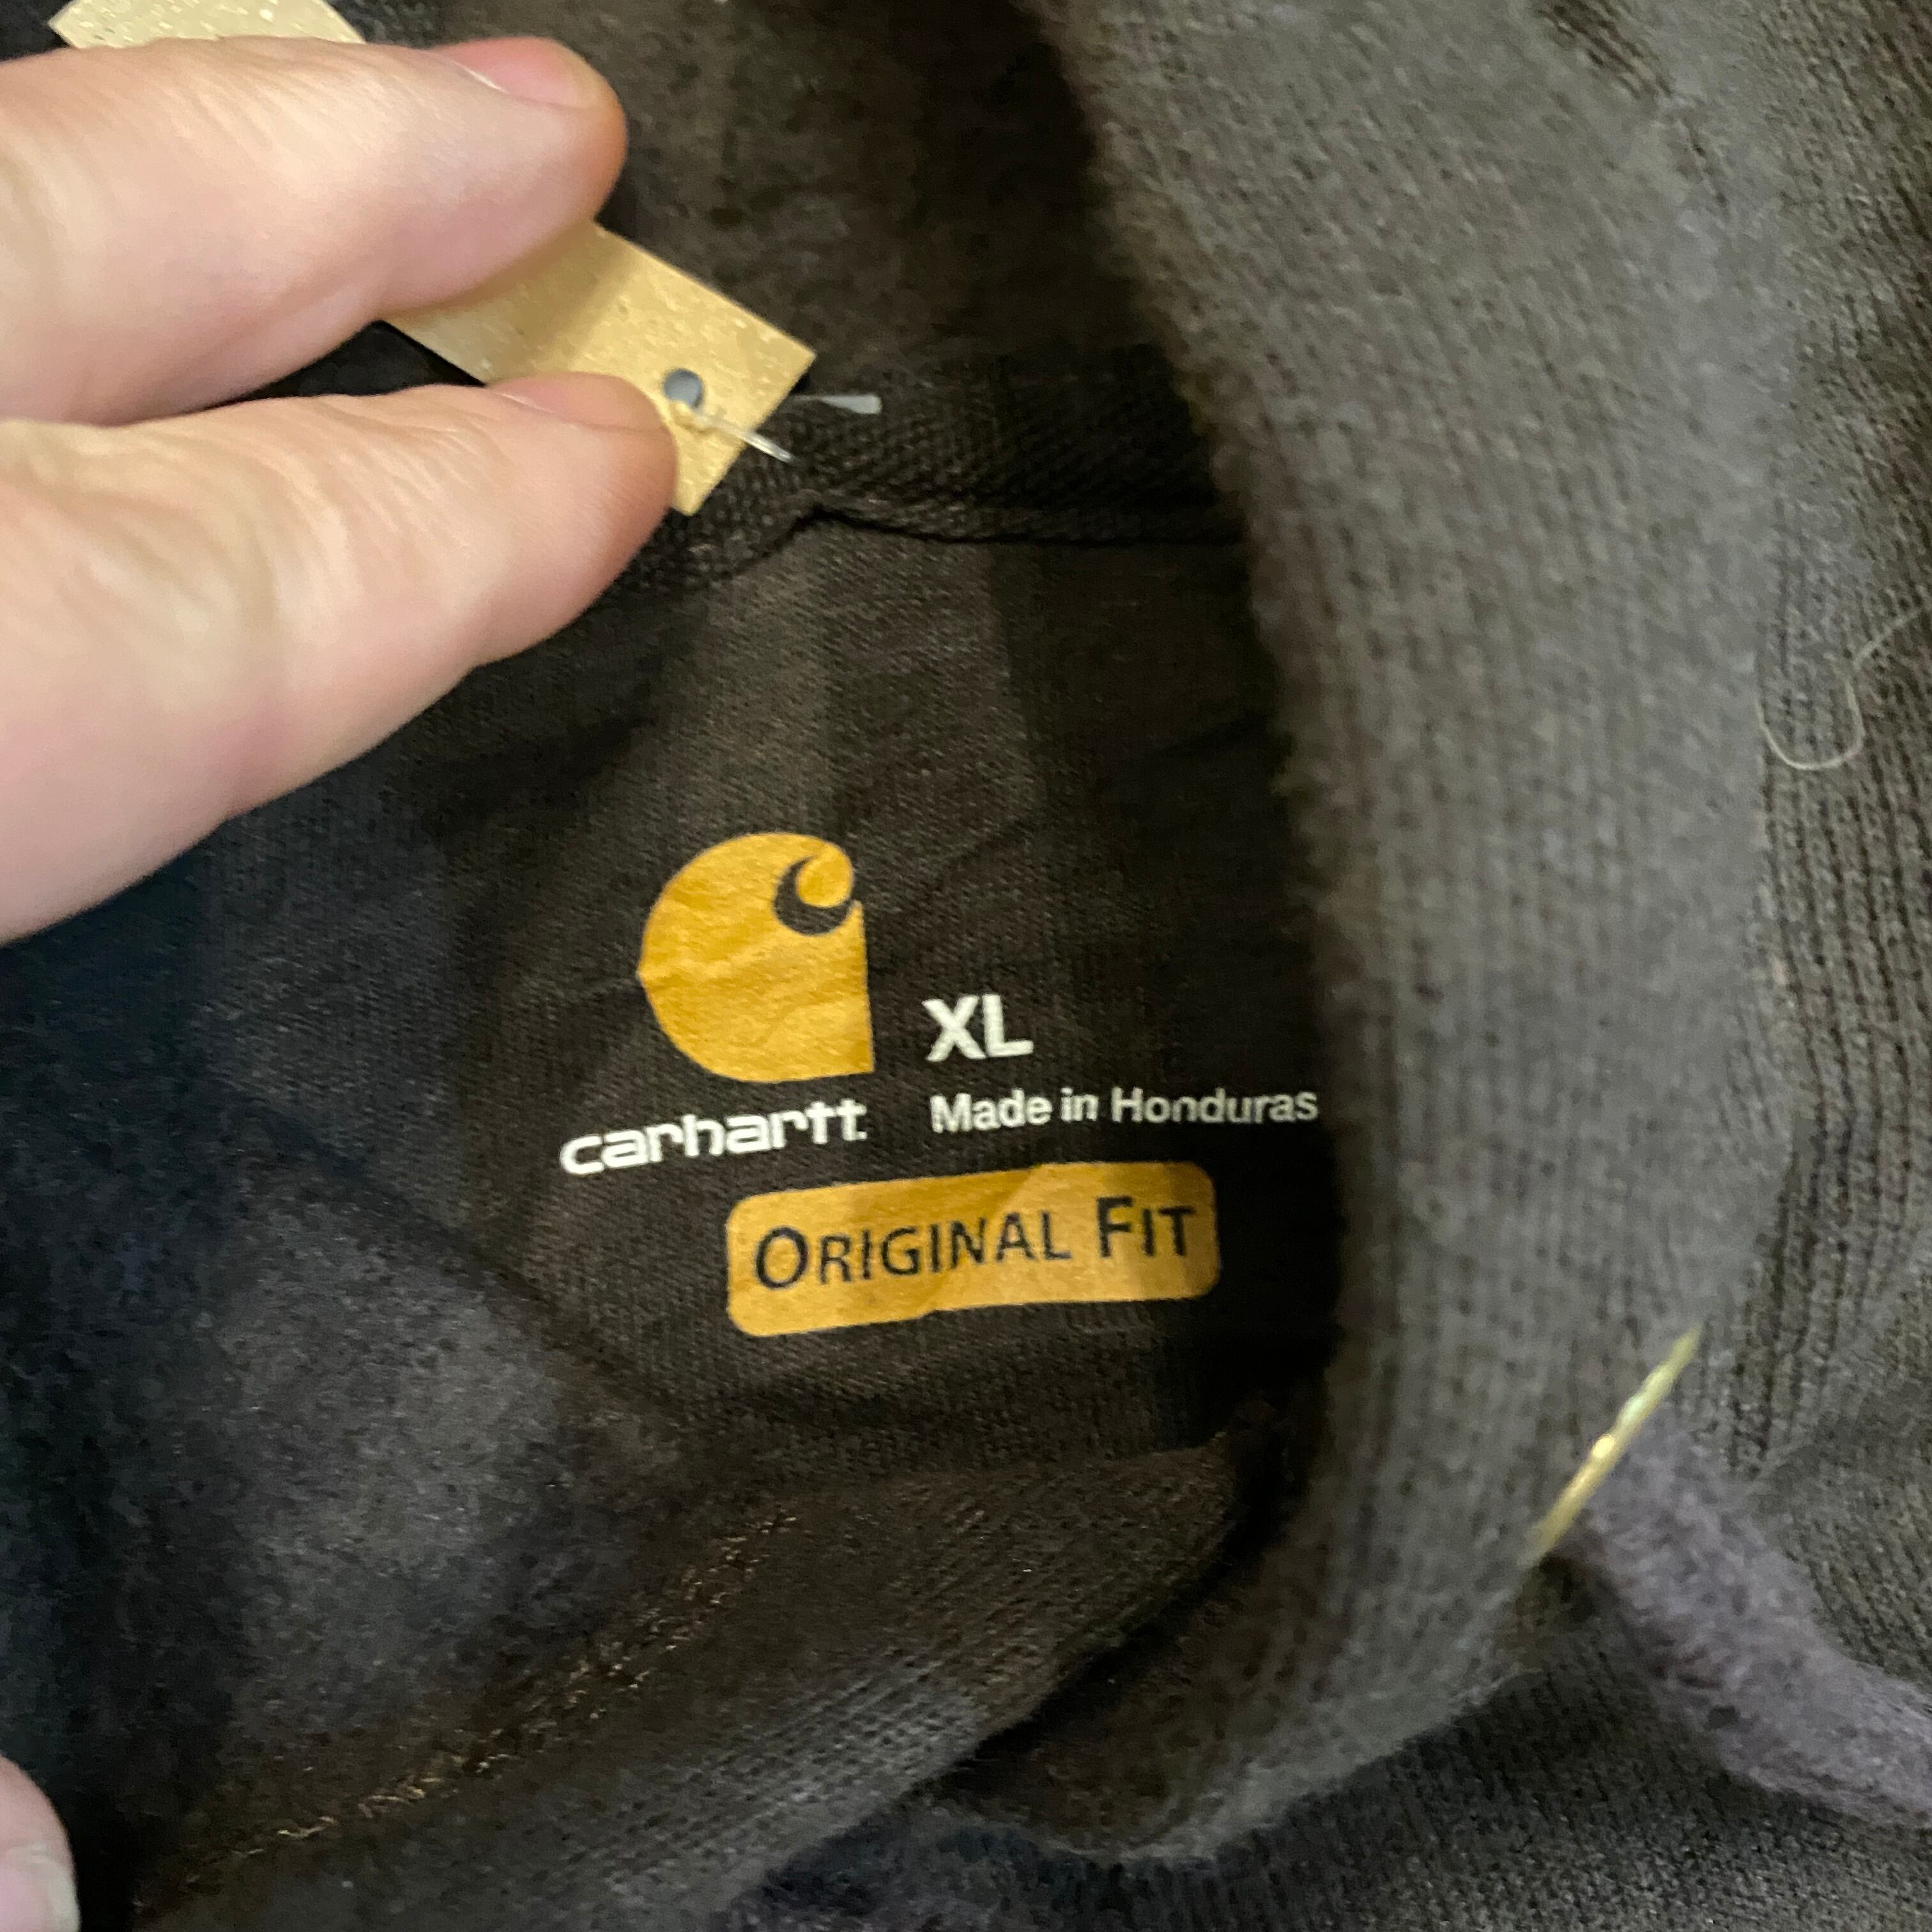 XL
carhartt
Made in Honduras
ORIGINAL FIT